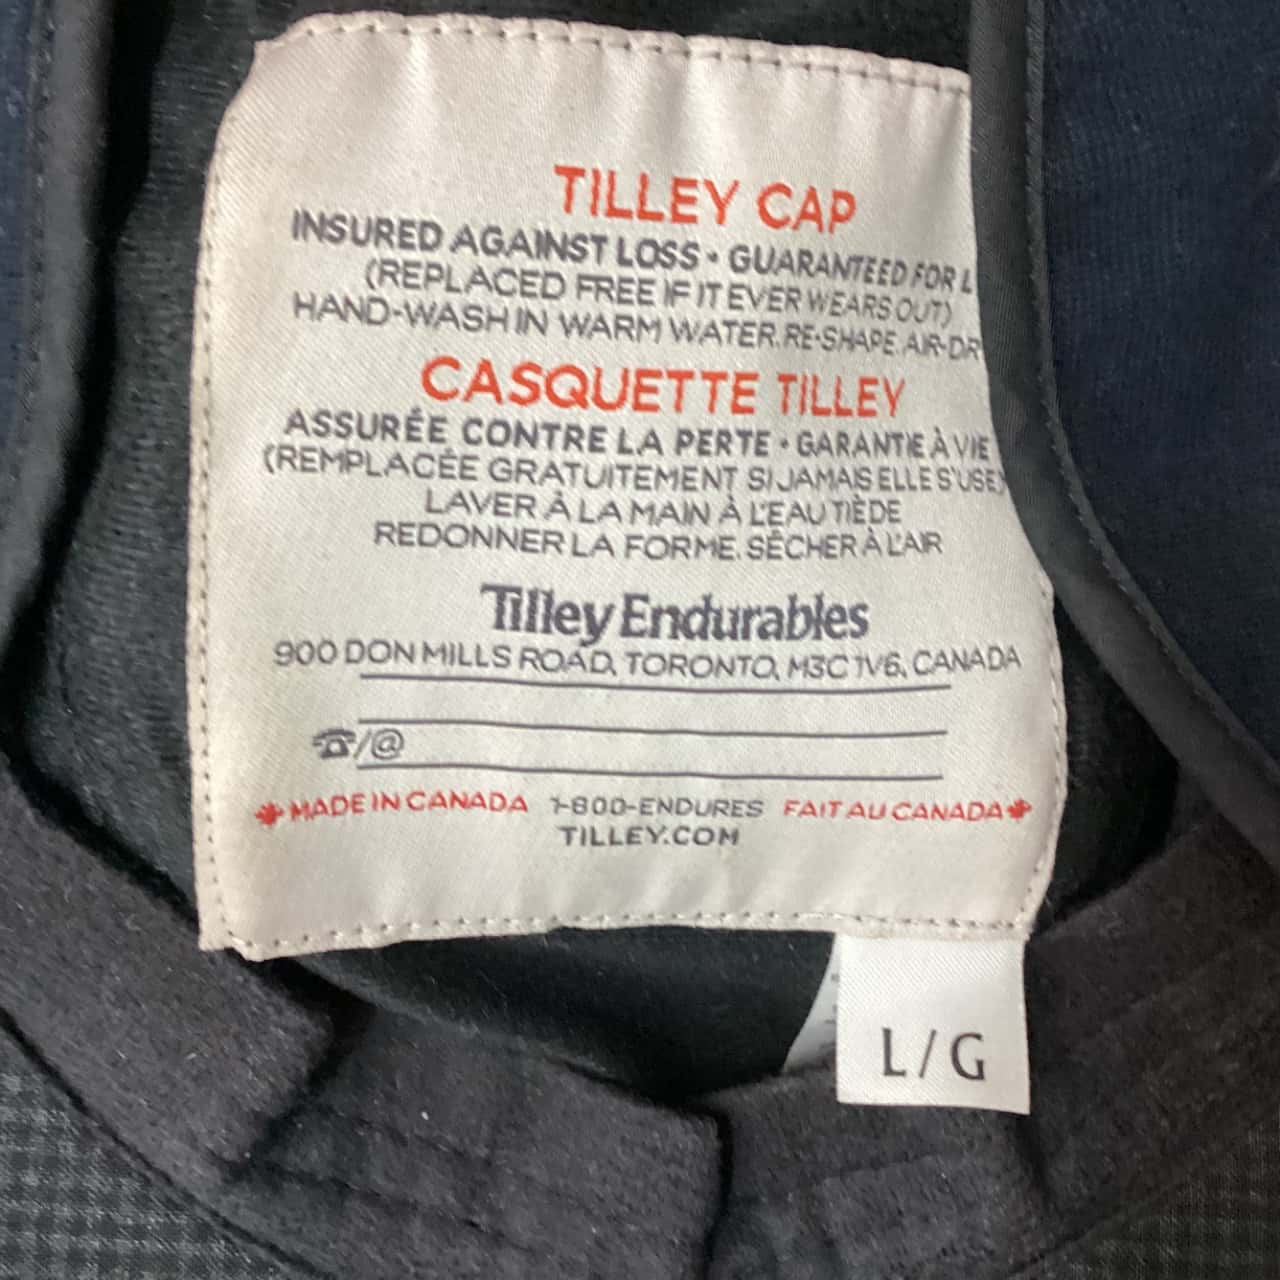 TILLEY CAP
INSURED AGAINST LOSS • GUARANTEED FOR L
(REPLACED FREE IF IT EVER WEARS OUT)
HAND-WASH IN WARM WATER. RE-SHAPE. AIR-DR
CASQUETTE TILLEY
ASSURÉE CONTRE LA PERTE • GARANTIE À VIE
(REMPLACÉE GRATUITEMENT SI JAMAIS ELLE S'USE)
LAVER À LA MAIN À L'EAU TIÈDE
REDONNER LA FORME. SÉCHER À L'AIR
Tilley Endurables
900 DON MILLS ROAD, TORONTO, M3C 1V6, CANADA
☎/@
MADE IN CANADA 1-800-ENDURES FAIT AU CANADA
TILLEY.COM
L/G